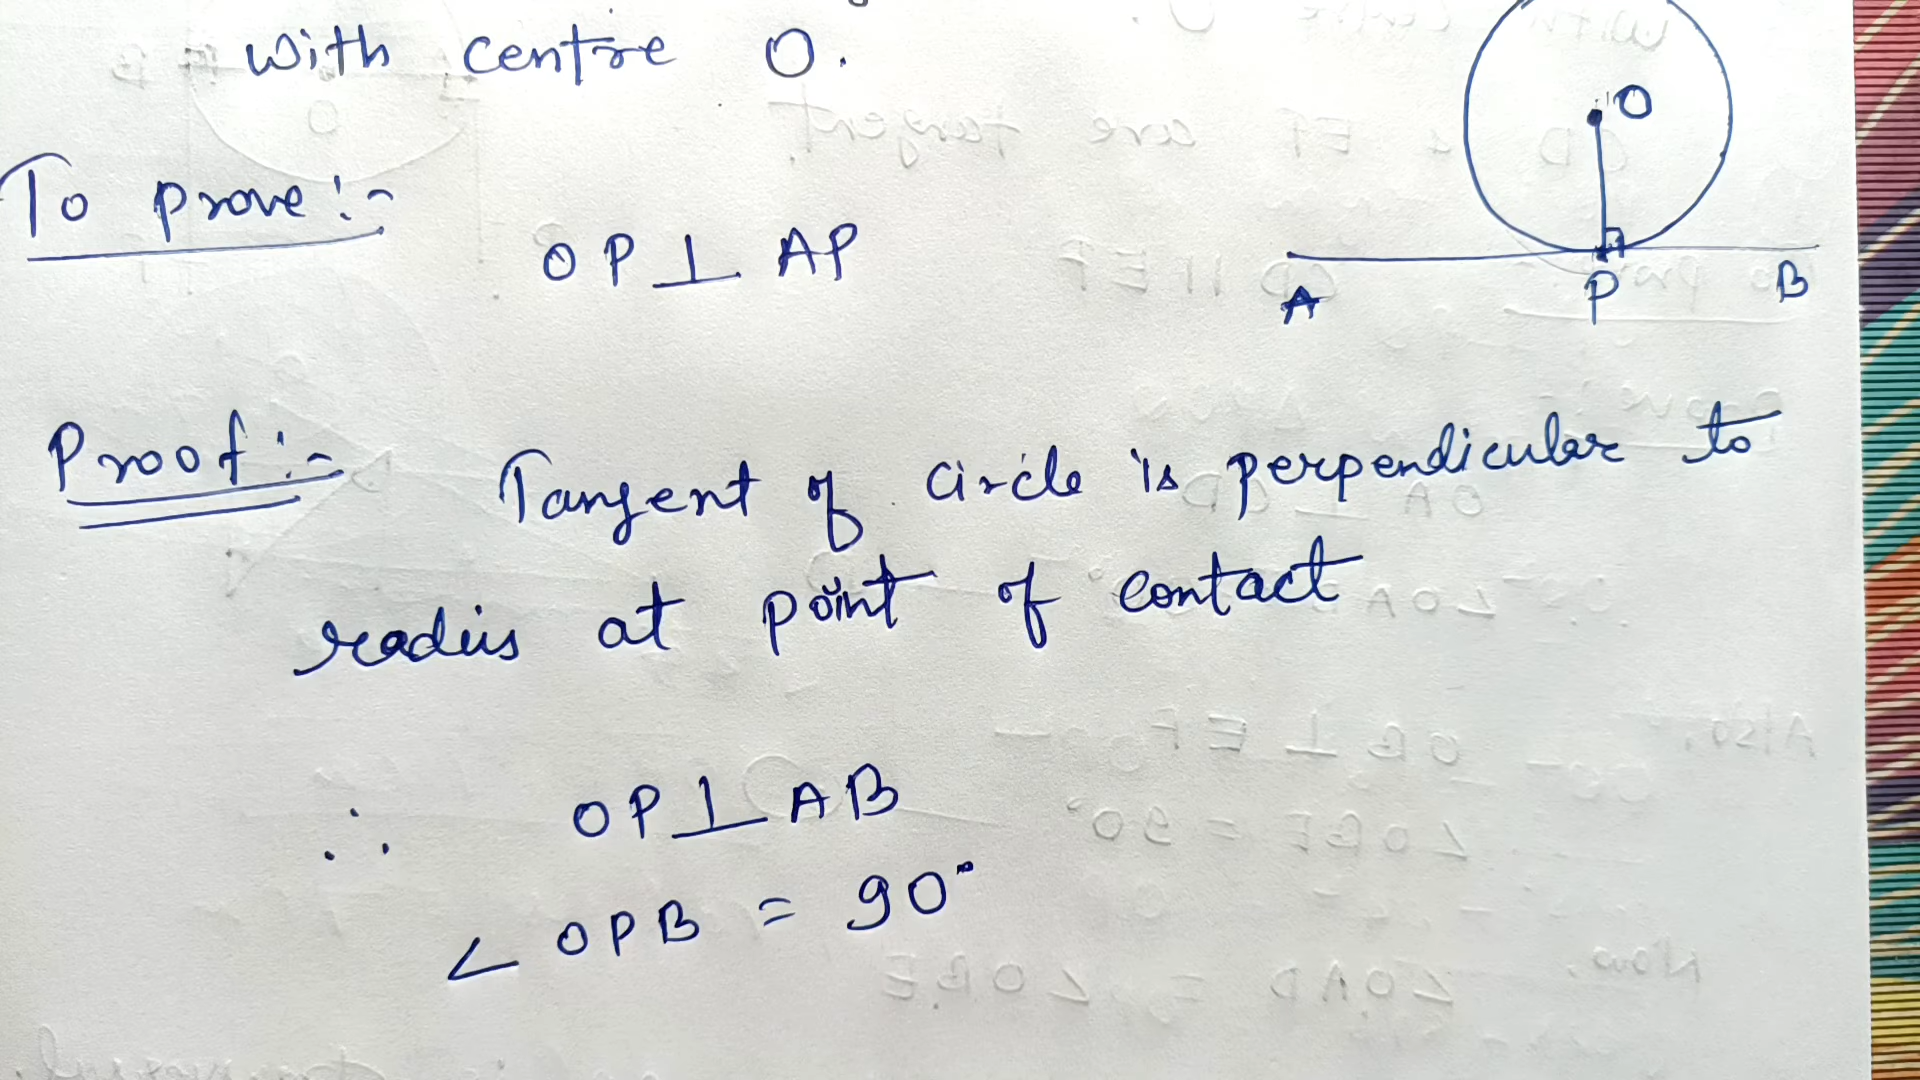 with centre O.
To prove :-
OP ⊥ AP
O
A P B
Proof :- Tangent of circle is perpendicular to
radius at point of contact
∴ OP ⊥ AB
∠OPB = 90°